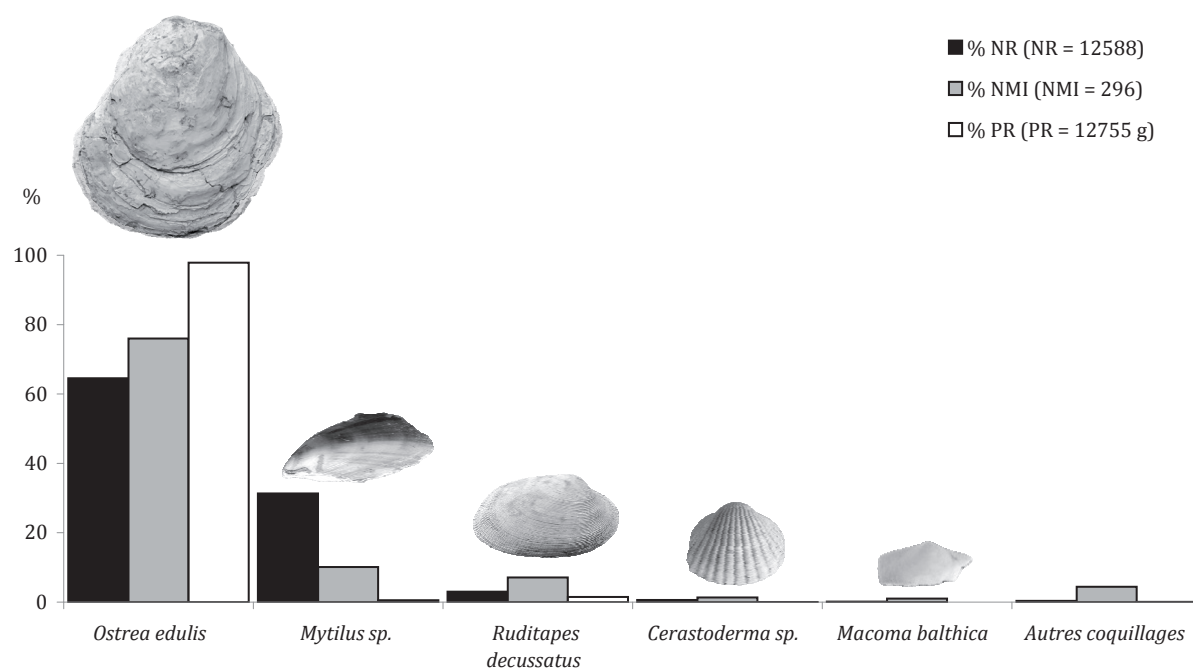 % NR (NR = 12588)
% NMI (NMI = 296)
% PR (PR = 12755 g)
%
100
80
60
40
20
0
Ostrea edulis
Mytilus sp.
Ruditapes
decussatus
Cerastoderma sp.
Macoma balthica
Autres coquillages